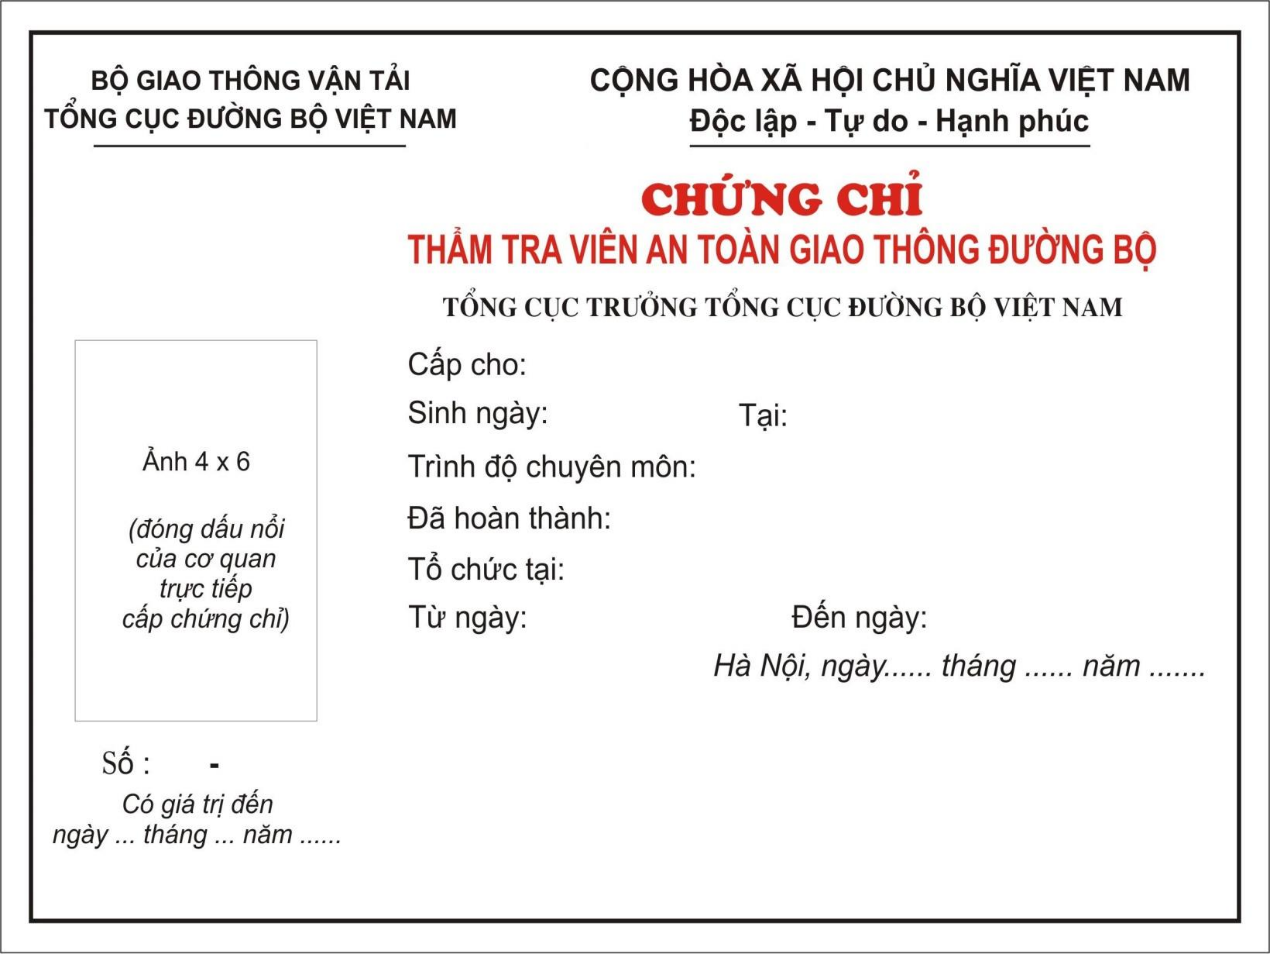 BỘ GIAO THÔNG VẬN TẢI
TỔNG CỤC ĐƯỜNG BỘ VIỆT NAM
CỘNG HÒA XÃ HỘI CHỦ NGHĨA VIỆT NAM
Độc lập - Tự do - Hạnh phúc
CHỨNG CHỈ
THẨM TRA VIÊN AN TOÀN GIAO THÔNG ĐƯỜNG BỘ
TỔNG CỤC TRƯỞNG TỔNG CỤC ĐƯỜNG BỘ VIỆT NAM
Cấp cho:
Sinh ngày: Tại:
Trình độ chuyên môn:
Đã hoàn thành:
Tổ chức tại:
Từ ngày: Đến ngày:
Hà Nội, ngày...... tháng ...... năm .......
Ảnh 4 x 6
(đóng dấu nổi
của cơ quan
trực tiếp
cấp chứng chỉ)
Số : -
Có giá trị đến
ngày ... tháng ... năm ......